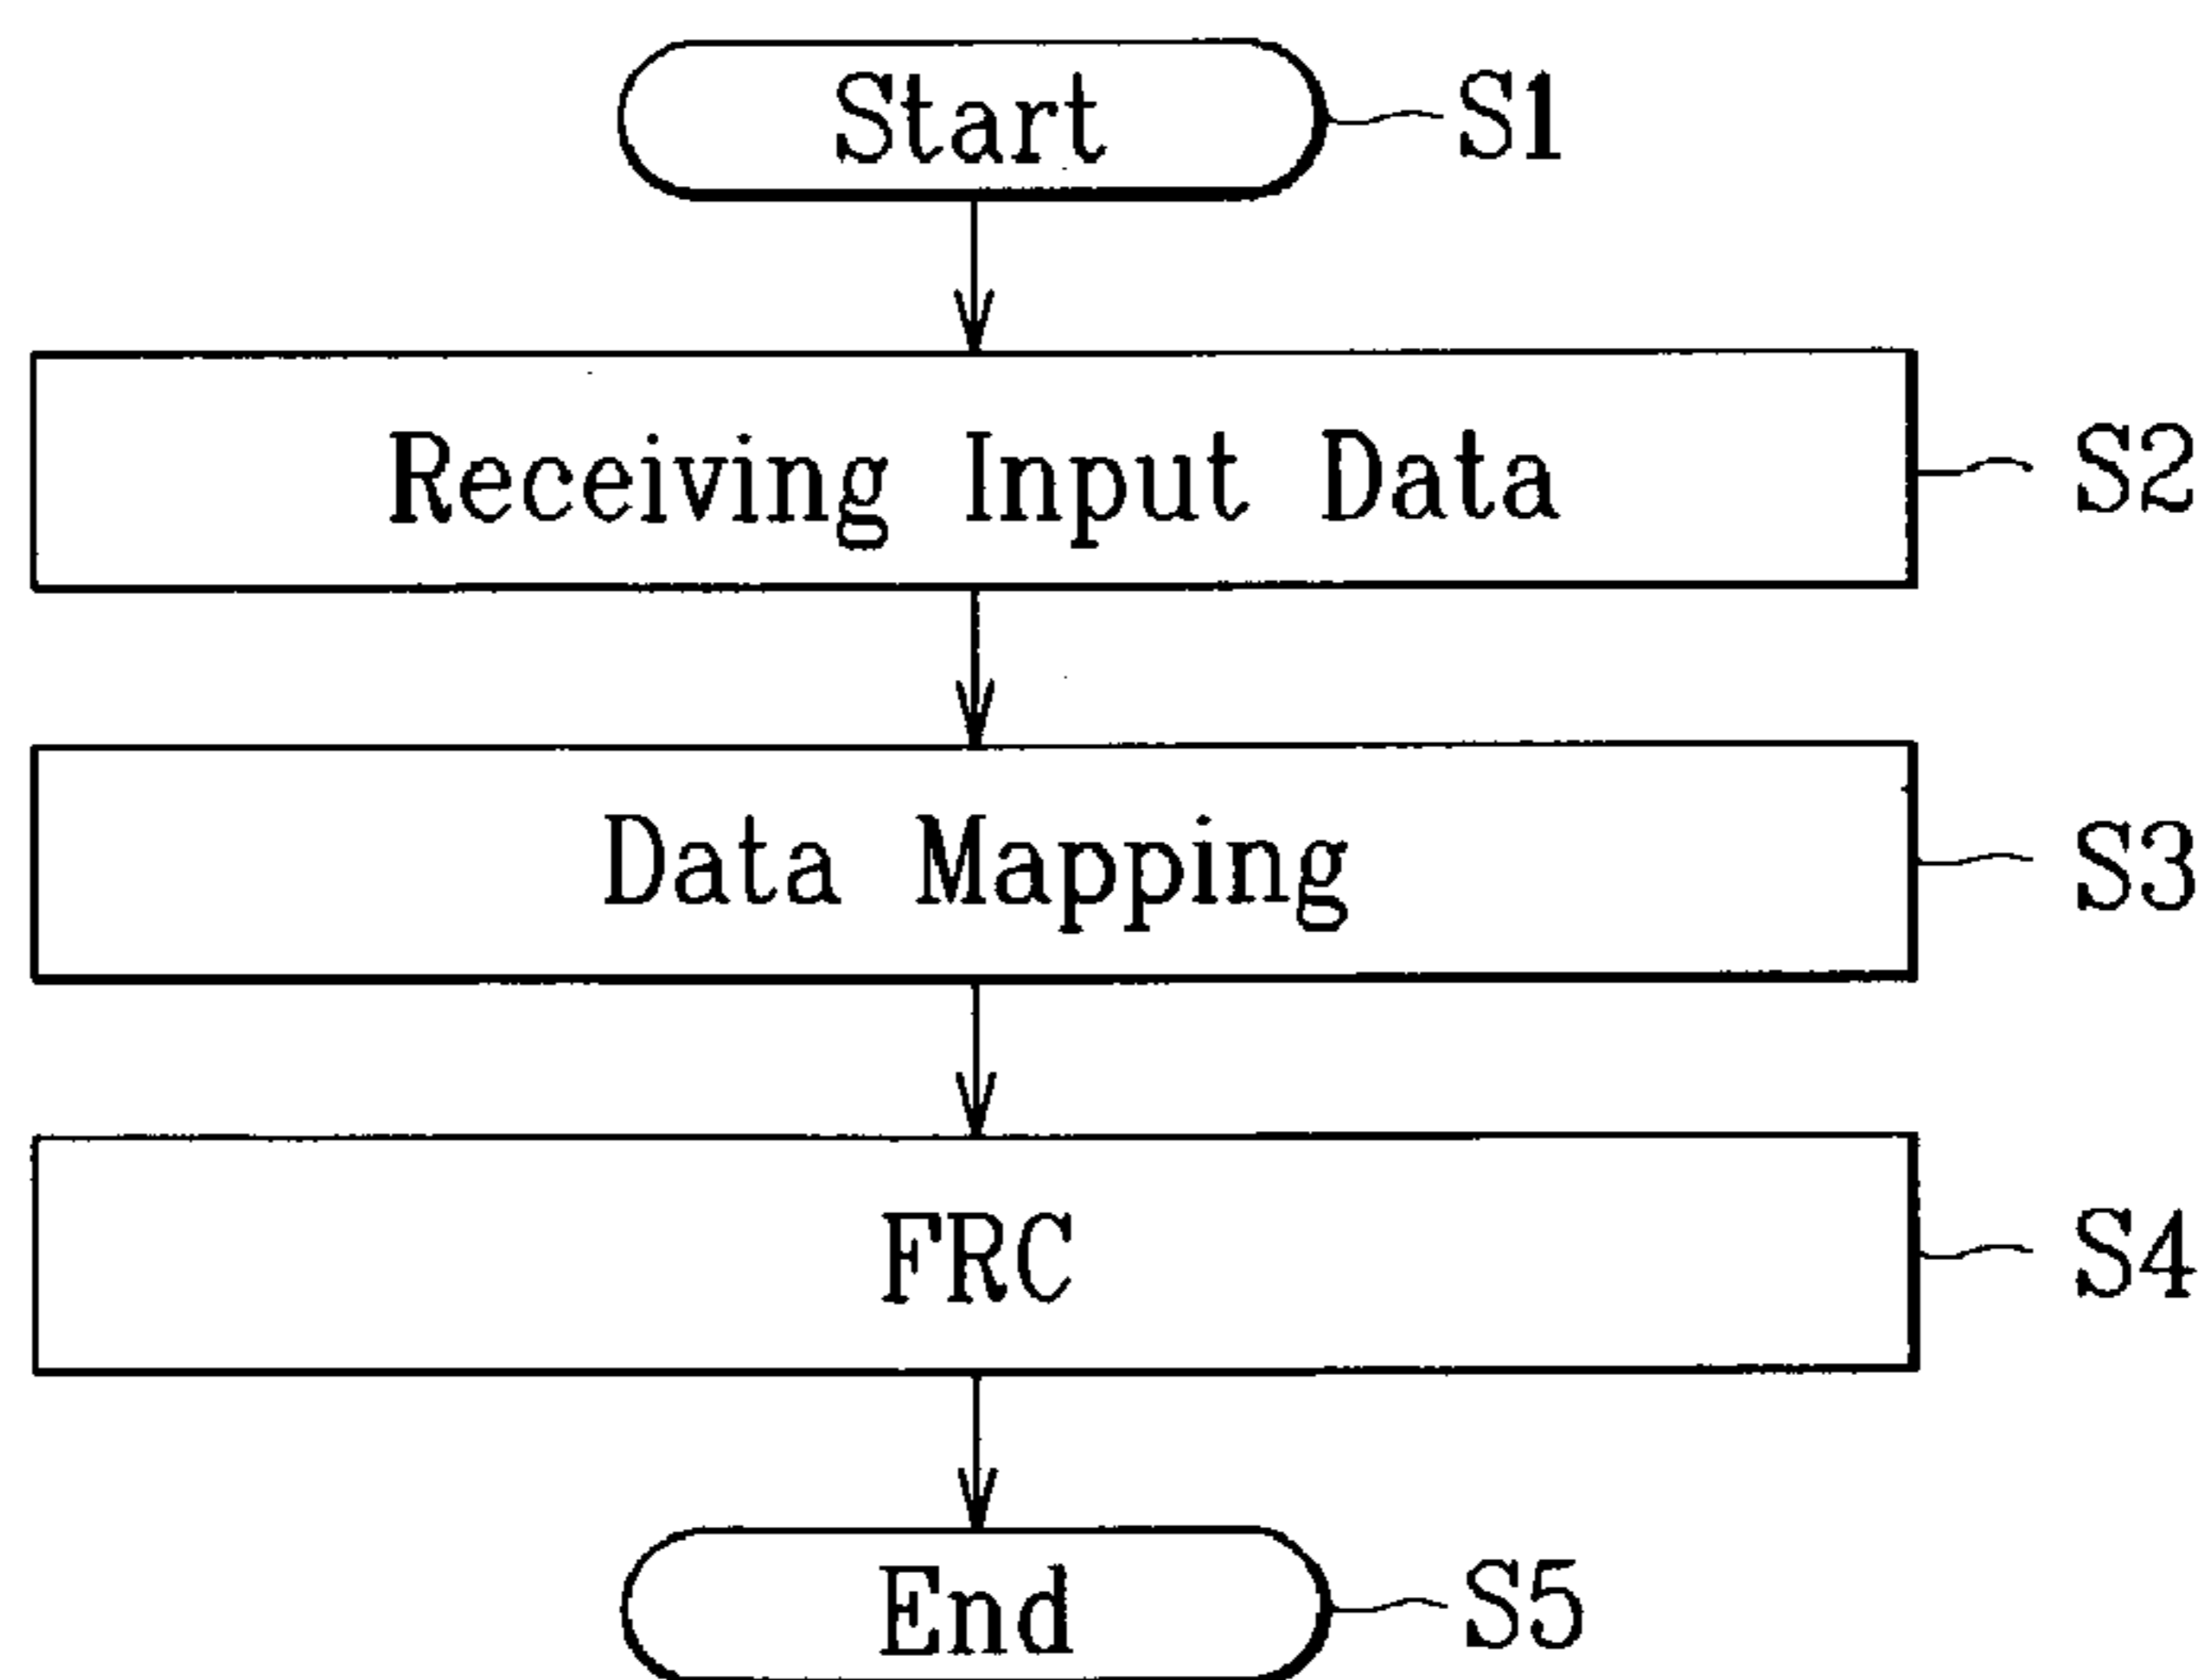 Start S1
Receiving Input Data S2
Data Mapping S3
FRC S4
End S5